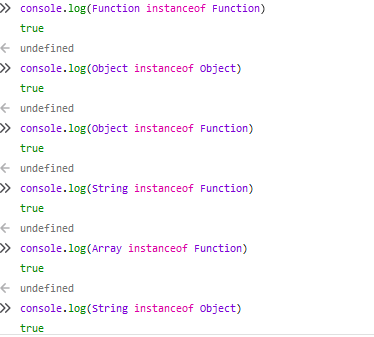 >> console.log(Function instanceof Function)
true
← undefined
>> console.log(Object instanceof Object)
true
← undefined
>> console.log(Object instanceof Function)
true
← undefined
>> console.log(String instanceof Function)
true
← undefined
>> console.log(Array instanceof Function)
true
← undefined
>> console.log(String instanceof Object)
true